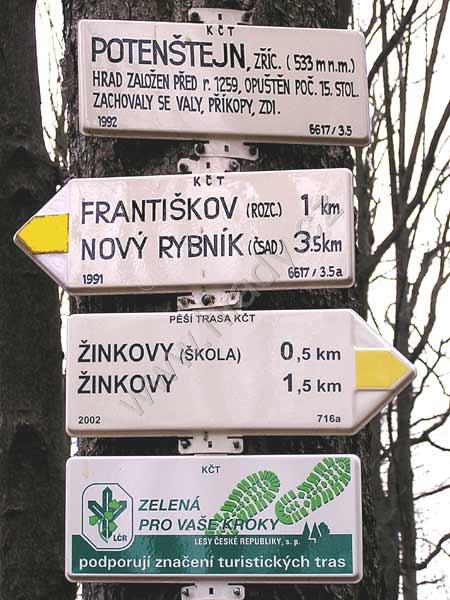 KČT
POTENŠTEJN, ZŘÍC. (533 m n.m.)
HRAD ZALOŽEN PŘED r. 1259, OPUŠTĚN POČ. 15. STOL.
ZACHOVALY SE VALY, PŘÍKOPY, ZDI.
1992 6617/3.5
KČT
FRANTIŠKOV (ROZC.) 1 km
NOVÝ RYBNÍK (ČSAD) 3.5km
1991 6617/3.5a
PĚŠÍ TRASA KČT
ŽINKOVY (ŠKOLA) 0,5 km
ŽINKOVY 1,5 km
2002 716a
KČT
ZELENÁ
PRO VAŠE KROKY
LČR
LESY ČESKÉ REPUBLIKY, s. p.
podporují značení turistických tras